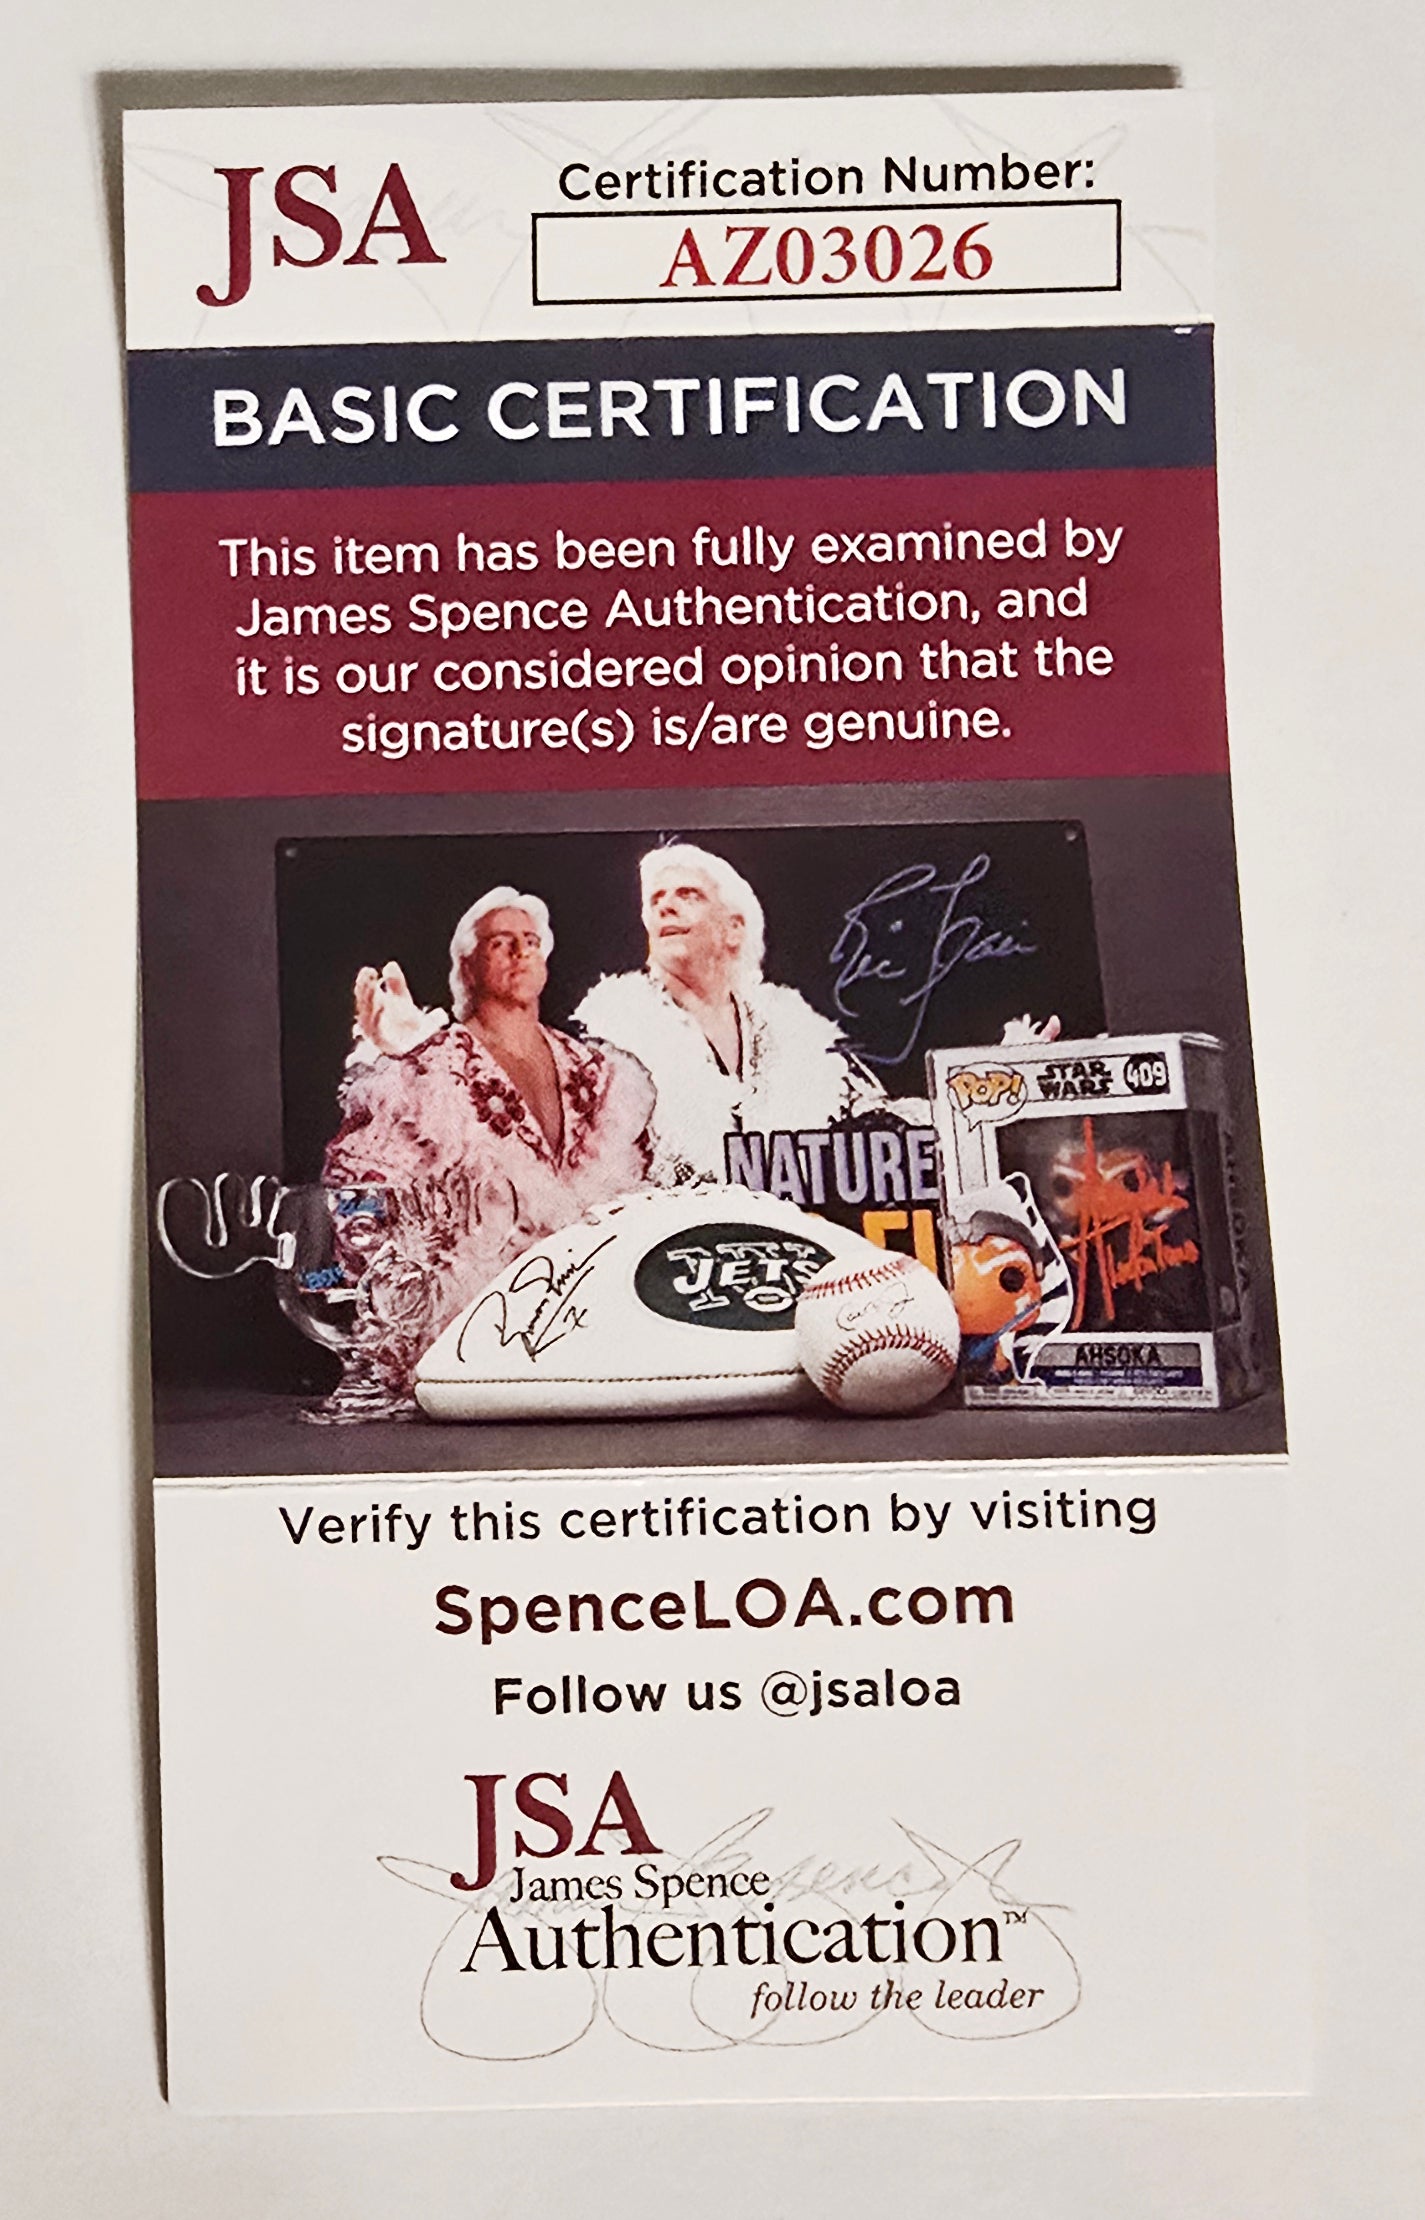 JSA
Certification Number:
AZ03026
BASIC CERTIFICATION
This item has been fully examined by
James Spence Authentication, and
it is our considered opinion that the
signature(s) is/are genuine.
Ric Flair
NATURE
POP!
STAR
WARS
409
JETS
AHSOKA
Verify this certification by visiting
SpenceLOA.com
Follow us @jsaloa
JSA
James Spence
Authentication™
follow the leader